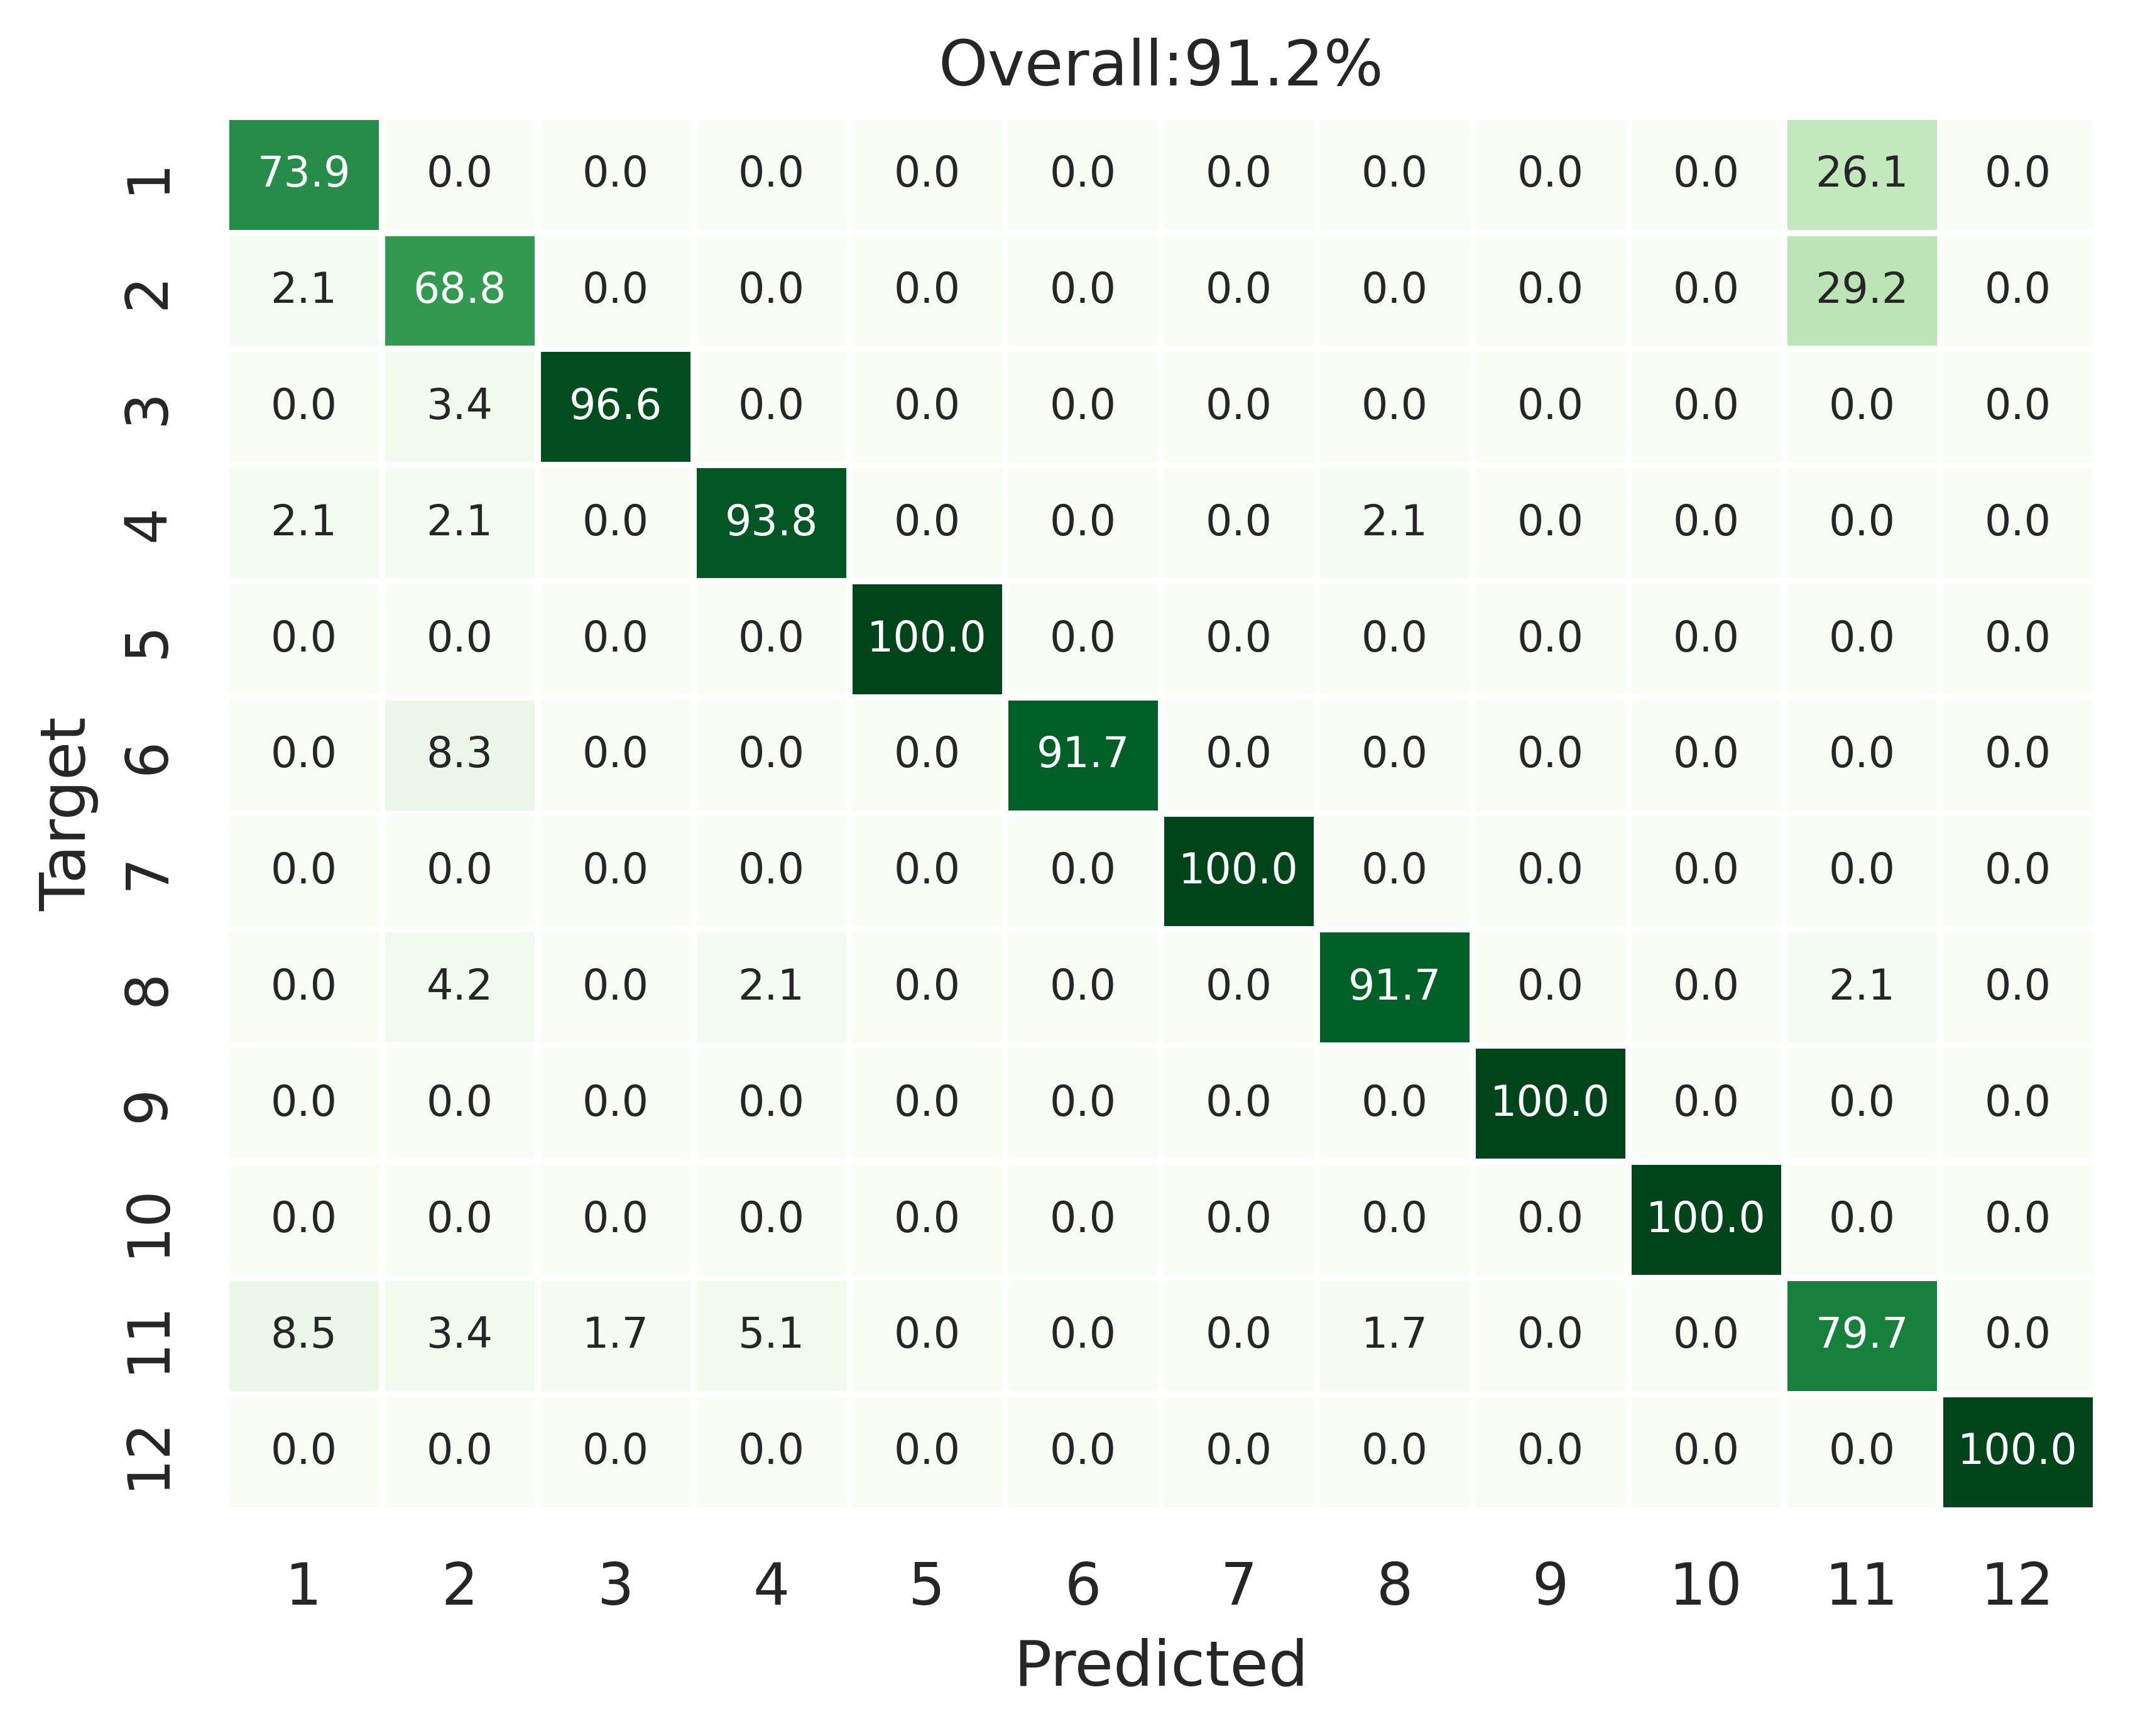 Overall:91.2%
1 73.9 0.0 0.0 0.0 0.0 0.0 0.0 0.0 0.0 0.0 26.1 0.0
2 2.1 68.8 0.0 0.0 0.0 0.0 0.0 0.0 0.0 0.0 29.2 0.0
3 0.0 3.4 96.6 0.0 0.0 0.0 0.0 0.0 0.0 0.0 0.0 0.0
4 2.1 2.1 0.0 93.8 0.0 0.0 0.0 2.1 0.0 0.0 0.0 0.0
5 0.0 0.0 0.0 0.0 100.0 0.0 0.0 0.0 0.0 0.0 0.0 0.0
6 0.0 8.3 0.0 0.0 0.0 91.7 0.0 0.0 0.0 0.0 0.0 0.0
7 0.0 0.0 0.0 0.0 0.0 0.0 100.0 0.0 0.0 0.0 0.0 0.0
8 0.0 4.2 0.0 2.1 0.0 0.0 0.0 91.7 0.0 0.0 2.1 0.0
9 0.0 0.0 0.0 0.0 0.0 0.0 0.0 0.0 100.0 0.0 0.0 0.0
10 0.0 0.0 0.0 0.0 0.0 0.0 0.0 0.0 0.0 100.0 0.0 0.0
11 8.5 3.4 1.7 5.1 0.0 0.0 0.0 1.7 0.0 0.0 79.7 0.0
12 0.0 0.0 0.0 0.0 0.0 0.0 0.0 0.0 0.0 0.0 0.0 100.0
Target
1 2 3 4 5 6 7 8 9 10 11 12
Predicted